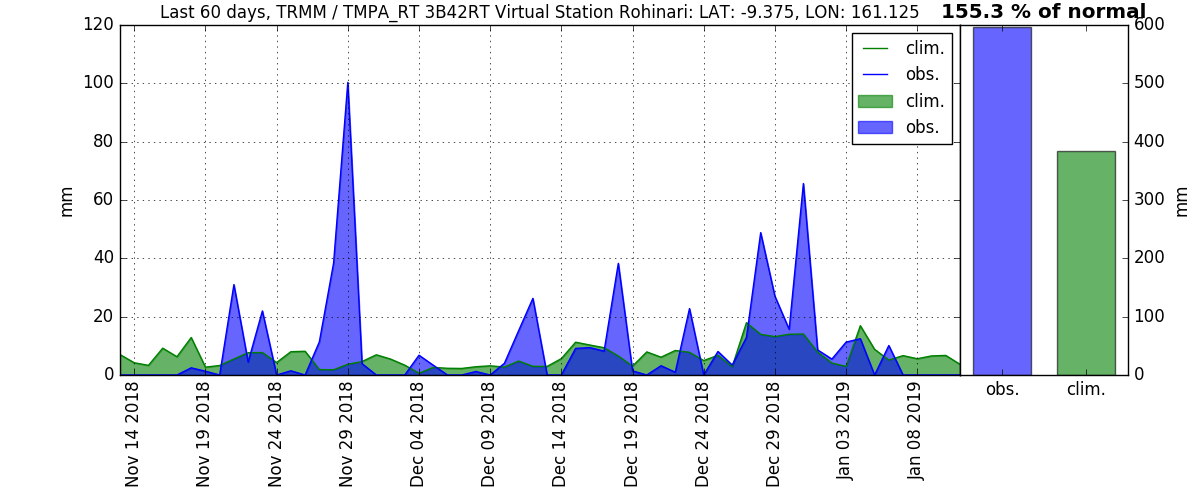 Last 60 days, TRMM / TMPA_RT 3B42RT Virtual Station Rohinari: LAT: -9.375, LON: 161.125
155.3 % of normal
120
100
80
60
40
20
0
mm
clim.
obs.
clim.
obs.
600
500
400
300
200
100
0
mm
obs.
clim.
Nov 14 2018
Nov 19 2018
Nov 24 2018
Nov 29 2018
Dec 04 2018
Dec 09 2018
Dec 14 2018
Dec 19 2018
Dec 24 2018
Dec 29 2018
Jan 03 2019
Jan 08 2019